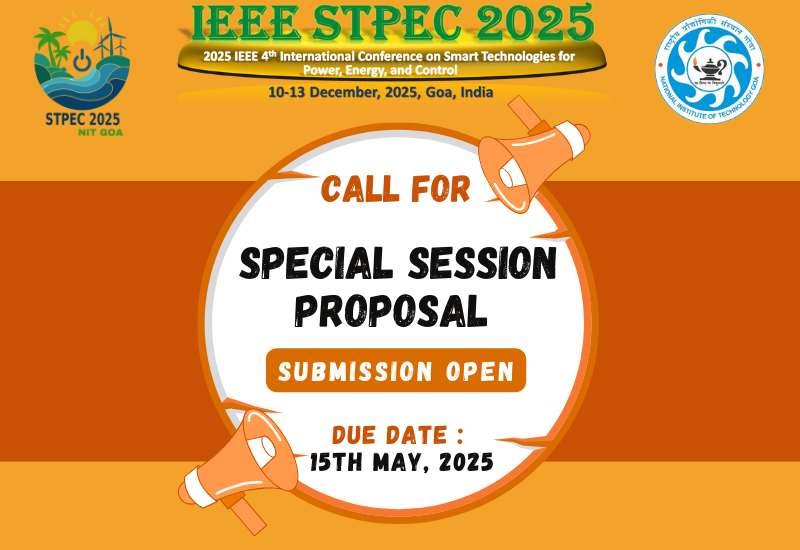 IEEE STPEC 2025
2025 IEEE 4th International Conference on Smart Technologies for
Power, Energy, and Control
10-13 December, 2025, Goa, India
STPEC 2025
NIT GOA
राष्ट्रीय प्रौद्योगिकी संस्थान गोवा
NATIONAL INSTITUTE OF TECHNOLOGY GOA
CALL FOR
SPECIAL SESSION
PROPOSAL
SUBMISSION OPEN
DUE DATE :
15TH MAY, 2025